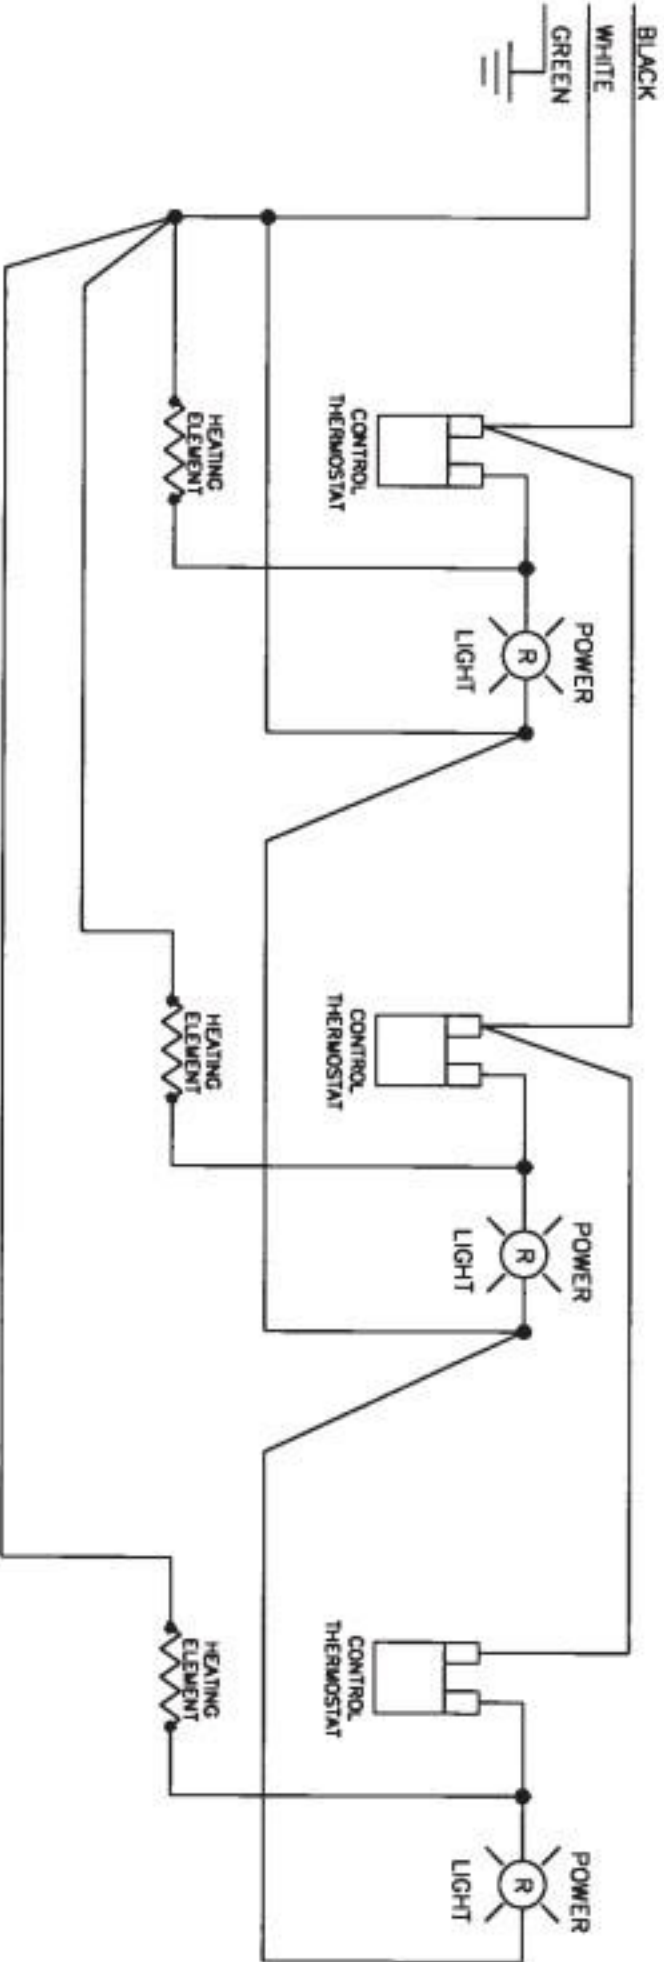 BLACK
WHITE
GREEN
CONTROL
THERMOSTAT
HEATING
ELEMENT
POWER
R
LIGHT
CONTROL
THERMOSTAT
HEATING
ELEMENT
POWER
R
LIGHT
CONTROL
THERMOSTAT
HEATING
ELEMENT
POWER
R
LIGHT